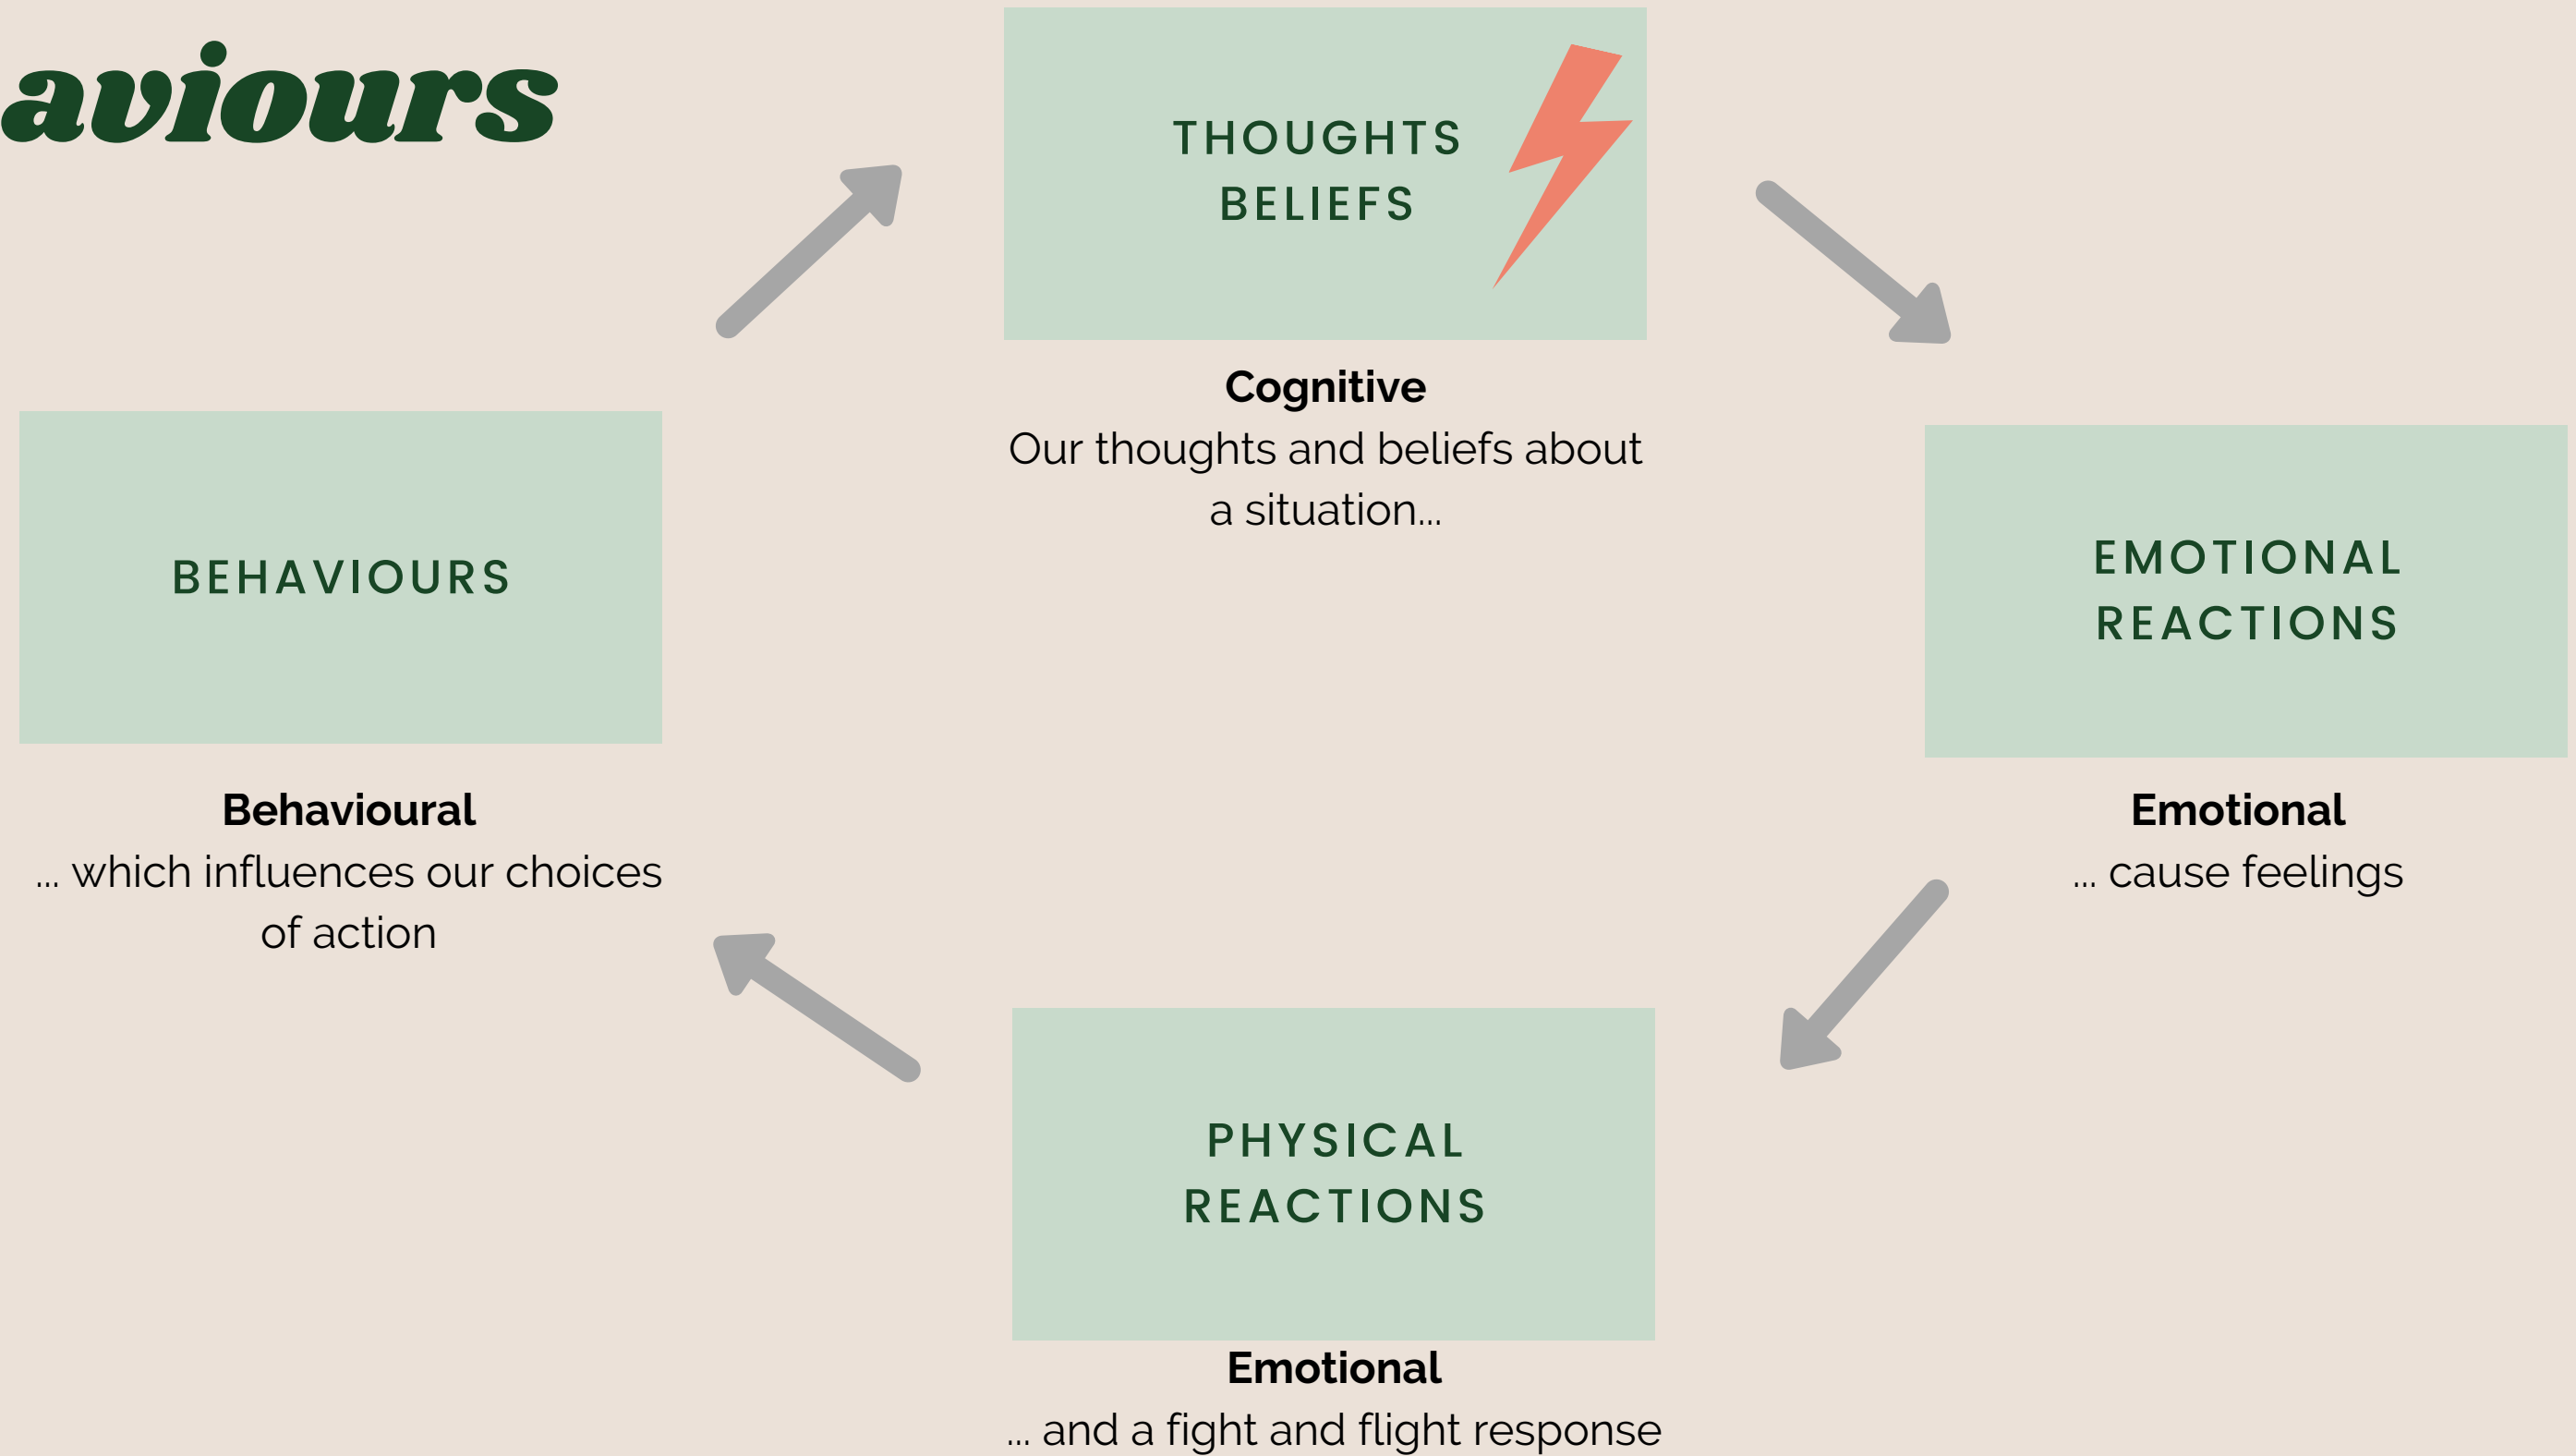 aviours
THOUGHTS
BELIEFS
Cognitive
Our thoughts and beliefs about
a situation...
BEHAVIOURS
Behavioural
... which influences our choices
of action
EMOTIONAL
REACTIONS
Emotional
... cause feelings
PHYSICAL
REACTIONS
Emotional
... and a fight and flight response